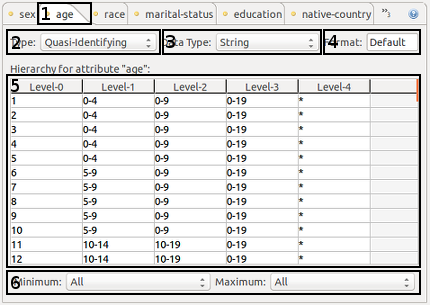 sex 1 age race marital-status education native-country »3
2 ype: Quasi-Identifying 3 Data Type: String 4 Format: Default
Hierarchy for attribute "age":
5 Level-0 Level-1 Level-2 Level-3 Level-4
1 0-4 0-9 0-19 *
2 0-4 0-9 0-19 *
3 0-4 0-9 0-19 *
4 0-4 0-9 0-19 *
5 0-4 0-9 0-19 *
6 5-9 0-9 0-19 *
7 5-9 0-9 0-19 *
8 5-9 0-9 0-19 *
9 5-9 0-9 0-19 *
10 5-9 0-9 0-19 *
11 10-14 10-19 0-19 *
12 10-14 10-19 0-19 *
6 Minimum: All Maximum: All